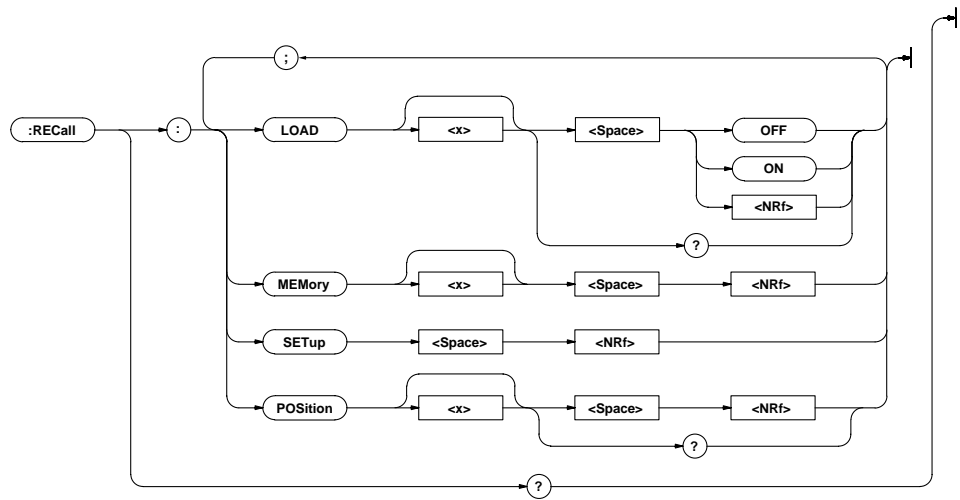 ;
:RECall : LOAD <x> <Space> OFF
ON
<NRf>
?
MEMory <x> <Space> <NRf>
SETup <Space> <NRf>
POSition <x> <Space> <NRf>
?
?